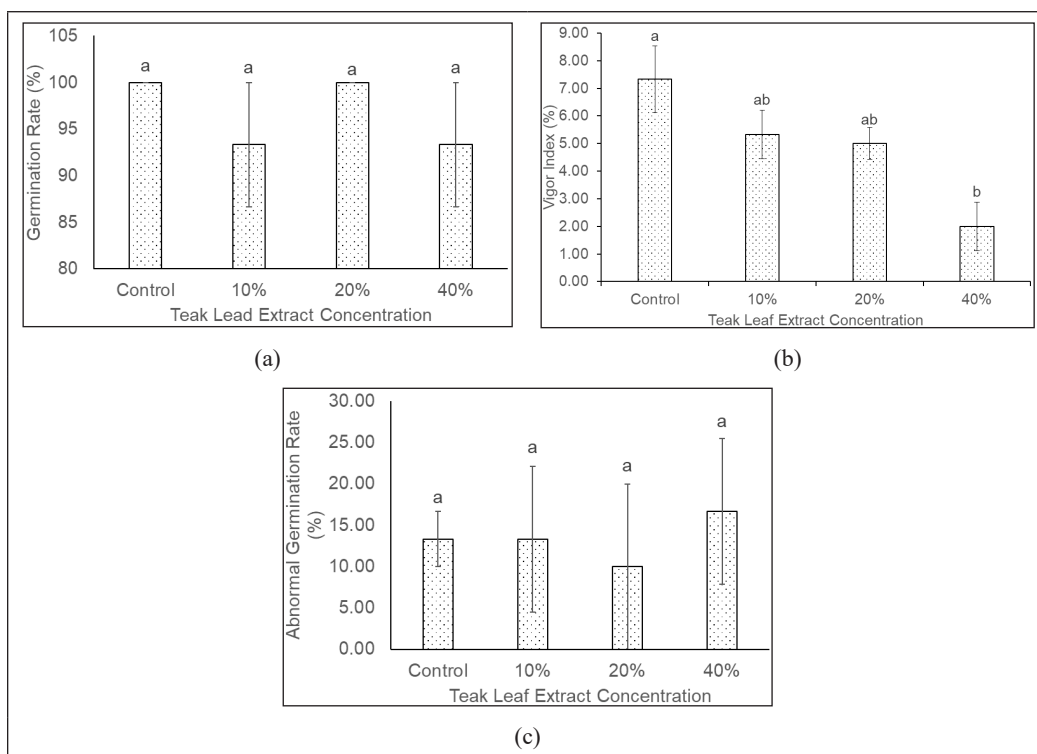 105
100
95
90
85
80
Germination Rate (%)
a
a
a
a
Control
10%
20%
40%
Teak Lead Extract Concentration
(a)
9.00
8.00
7.00
6.00
5.00
4.00
3.00
2.00
1.00
0.00
Vigor Index (%)
a
ab
ab
b
Control
10%
20%
40%
Teak Leaf Extract Concentration
(b)
30.00
25.00
20.00
15.00
10.00
5.00
0.00
Abnormal Germination Rate
(%)
a
a
a
a
Control
10%
20%
40%
Teak Leaf Extract Concentration
(c)